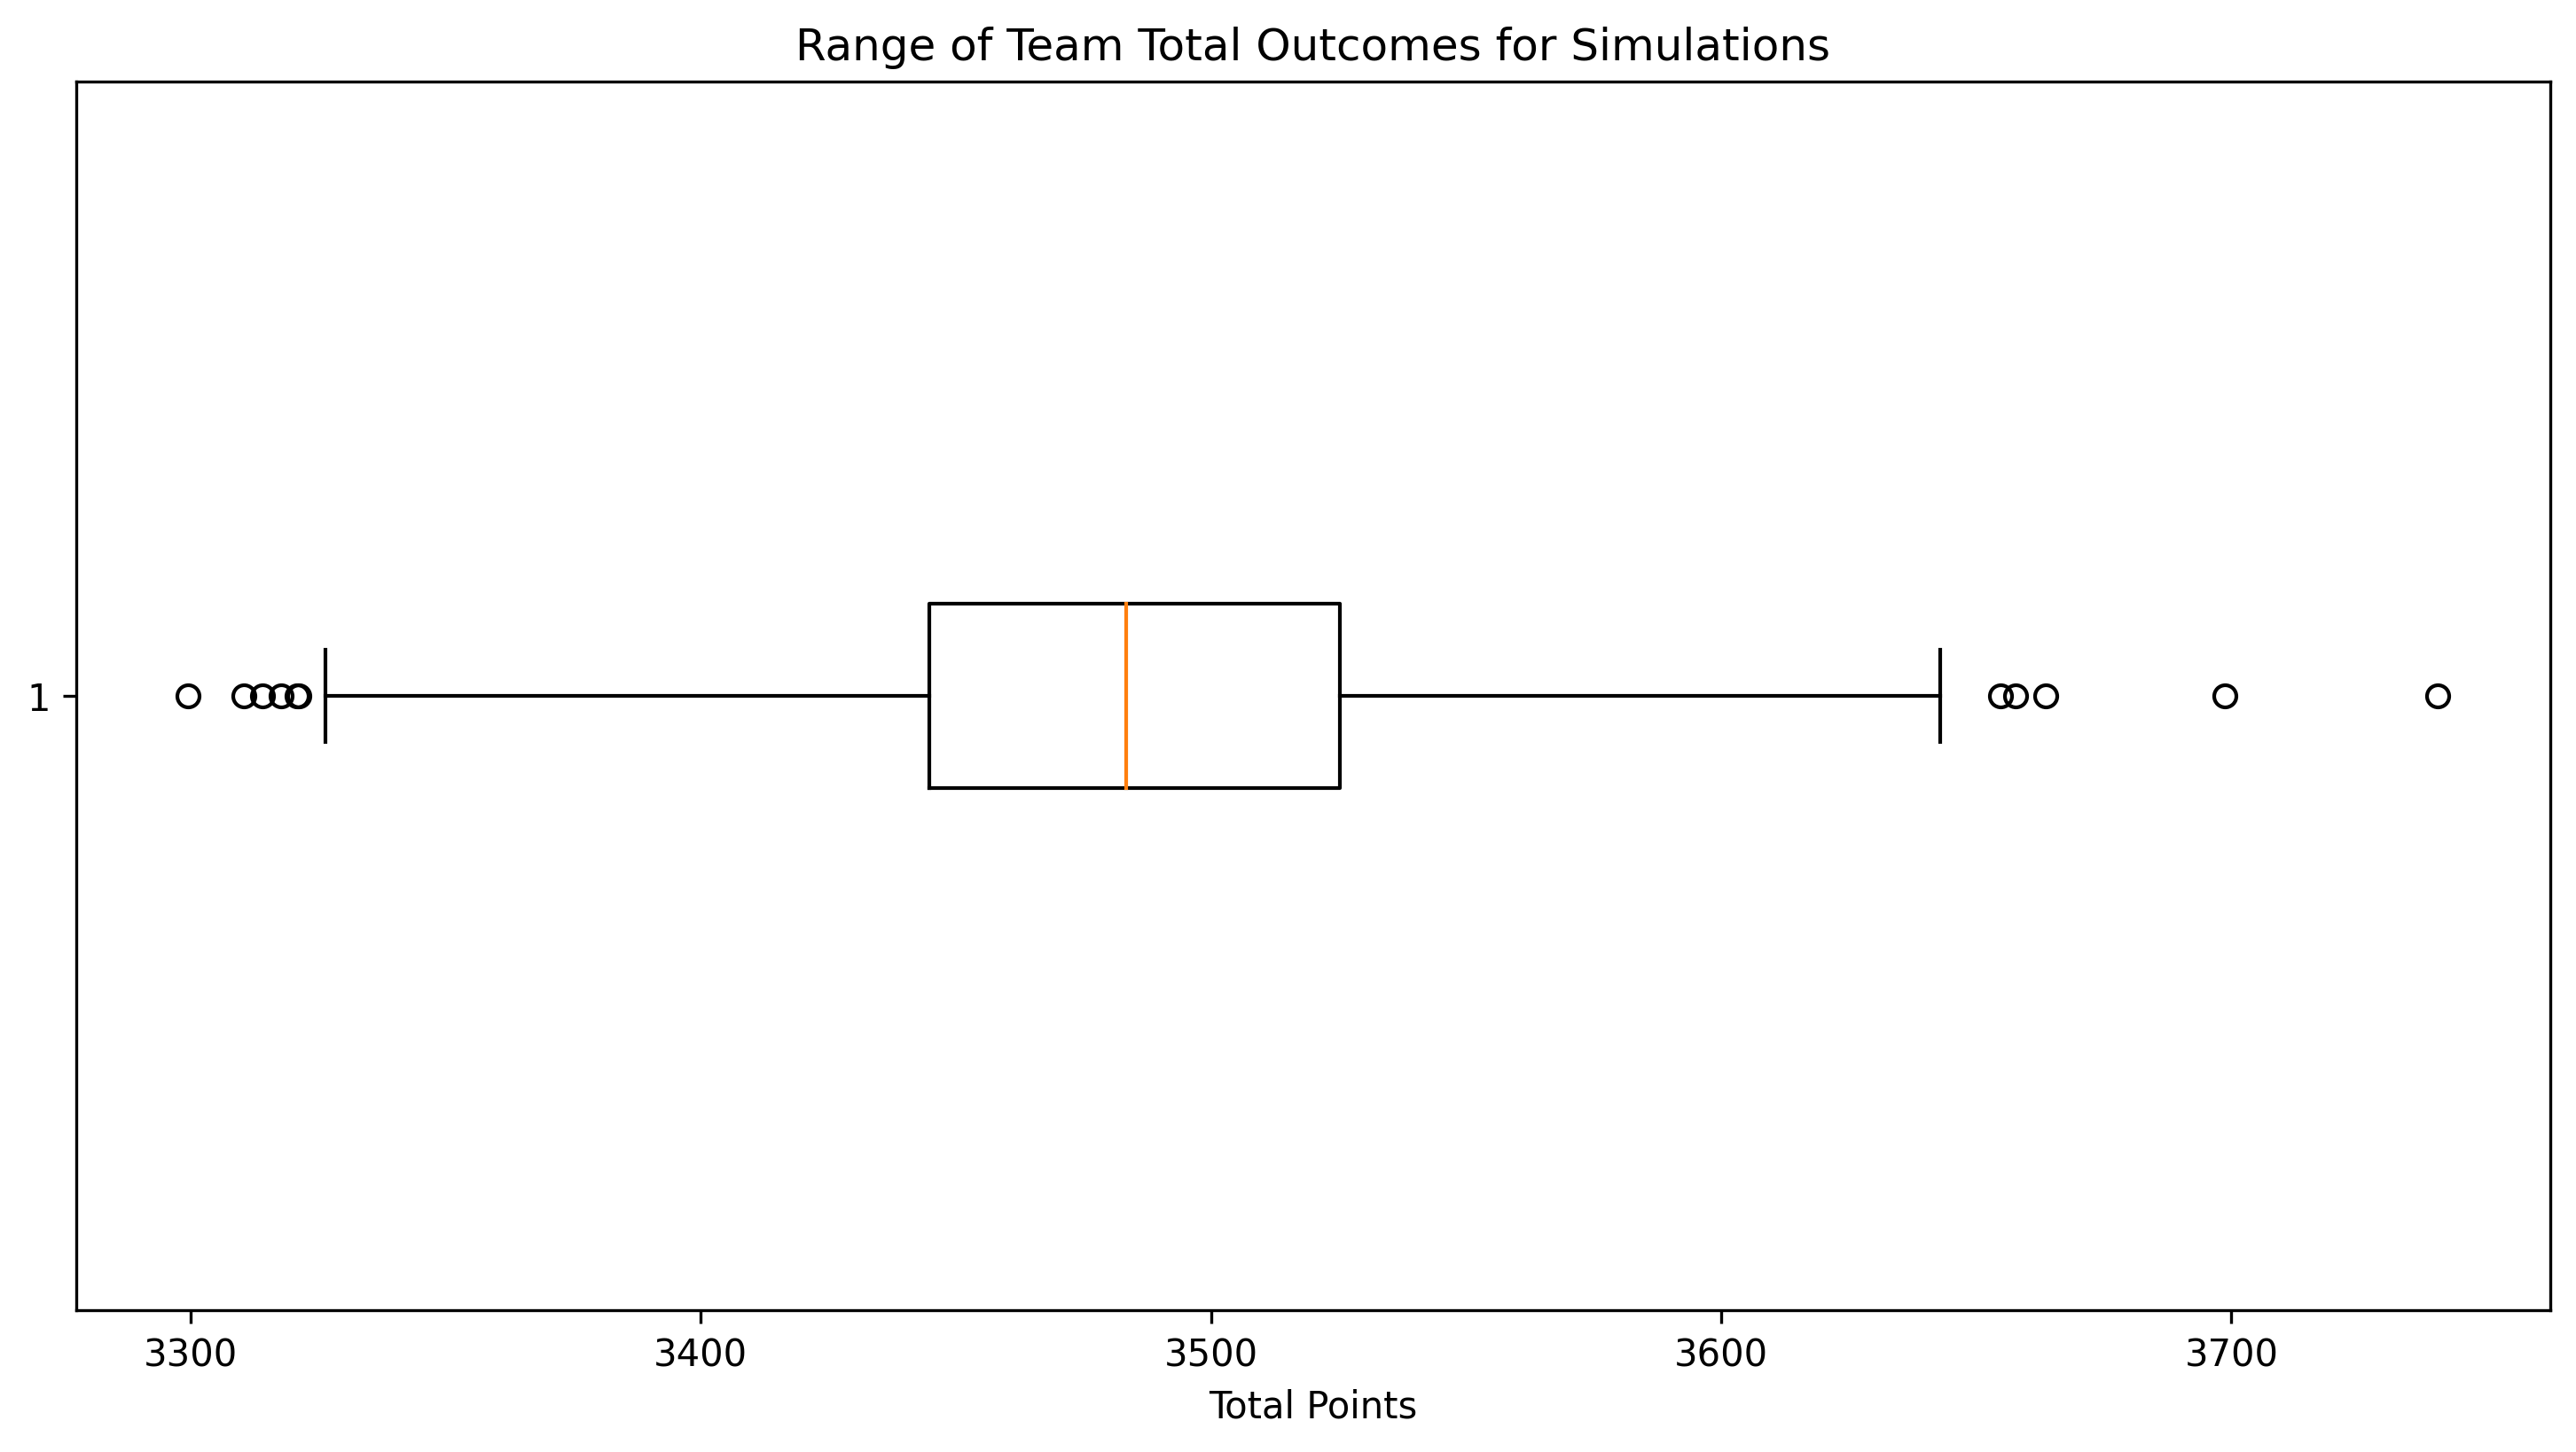 Range of Team Total Outcomes for Simulations
1
3300 3400 3500 3600 3700
Total Points